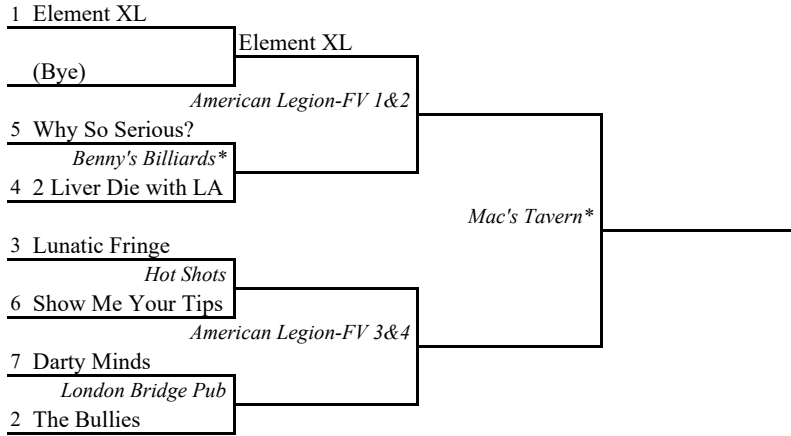 1 Element XL
Element XL
(Bye)
American Legion-FV 1&2
5 Why So Serious?
Benny's Billiards*
4 2 Liver Die with LA
Mac's Tavern*
3 Lunatic Fringe
Hot Shots
6 Show Me Your Tips
American Legion-FV 3&4
7 Darty Minds
London Bridge Pub
2 The Bullies